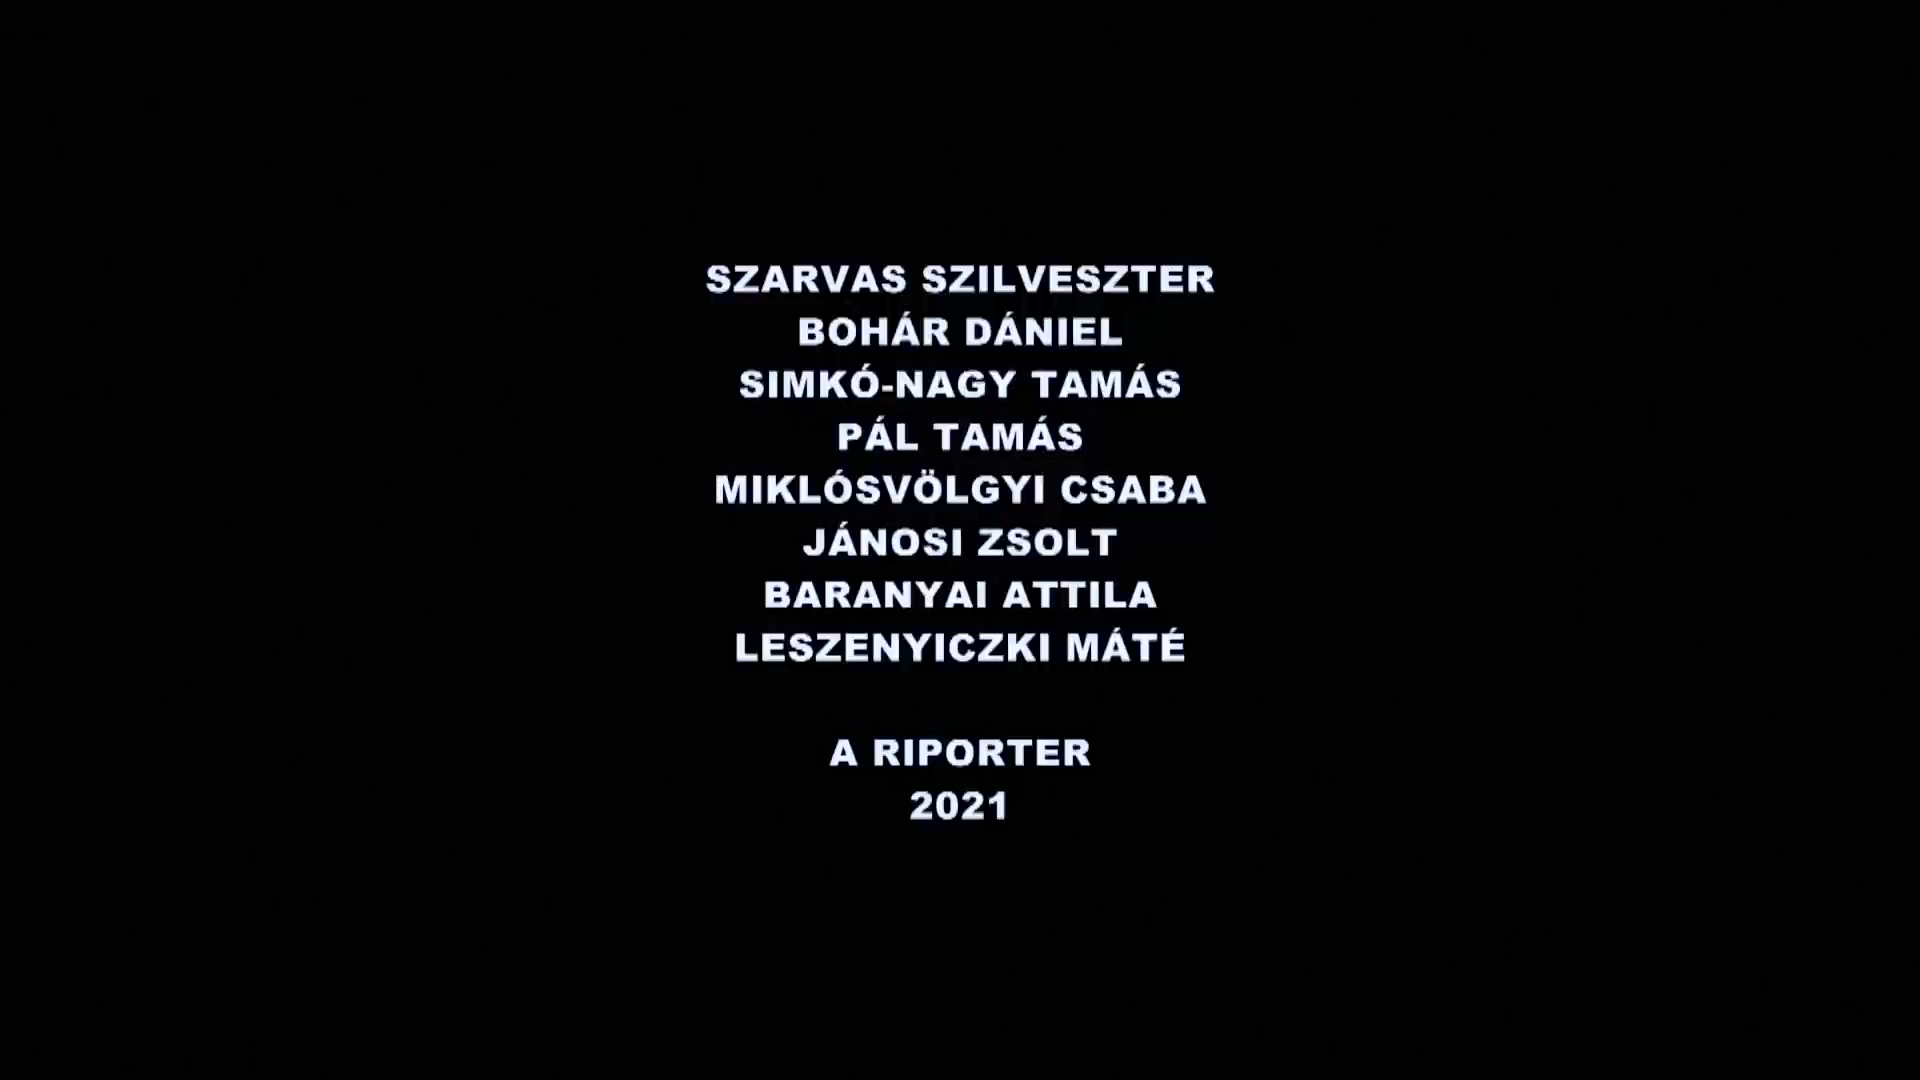 SZARVAS SZILVESZTER
BOHÁR DÁNIEL
SIMKÓ-NAGY TAMÁS
PÁL TAMÁS
MIKLÓSVÖLGYI CSABA
JÁNOSI ZSOLT
BARANYAI ATTILA
LESZENYICZKI MÁTÉ
A RIPORTER
2021